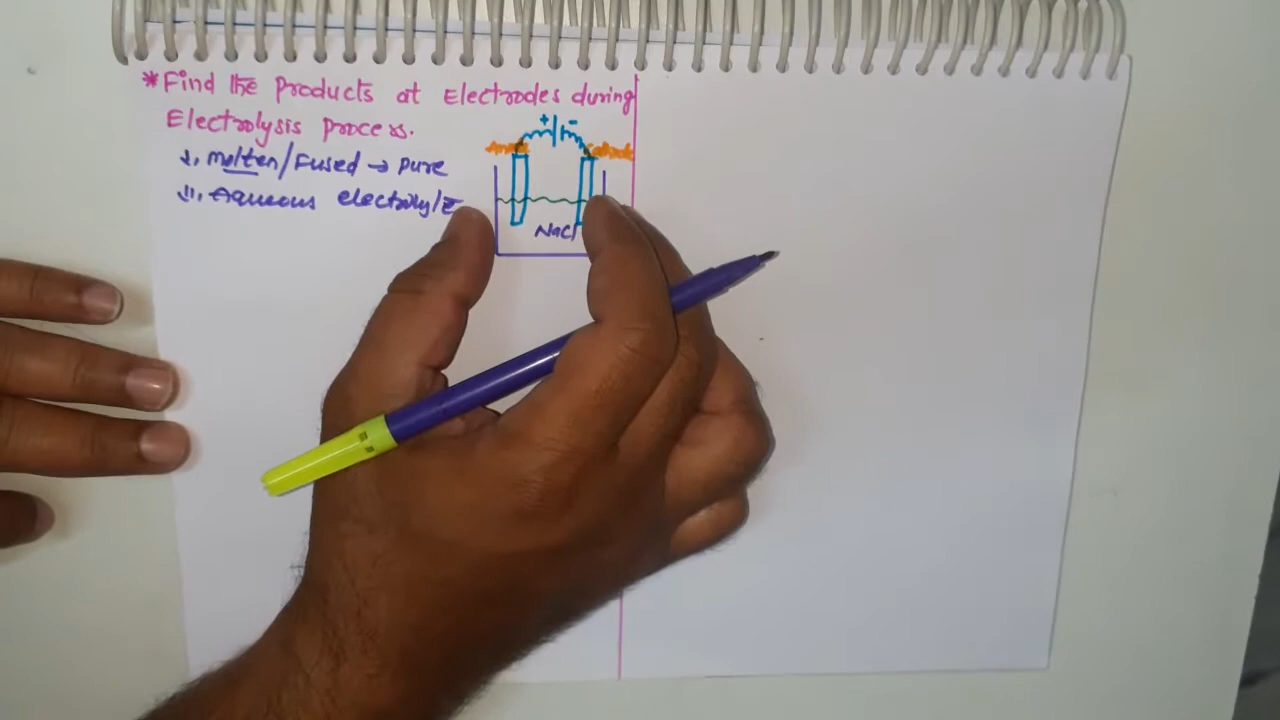 *Find the Products at Electrodes during
Electrolysis process.
i, Molten/Fused → Pure
ii, Aqueous electrolyte
+ -
Anode Cathode
NaCl